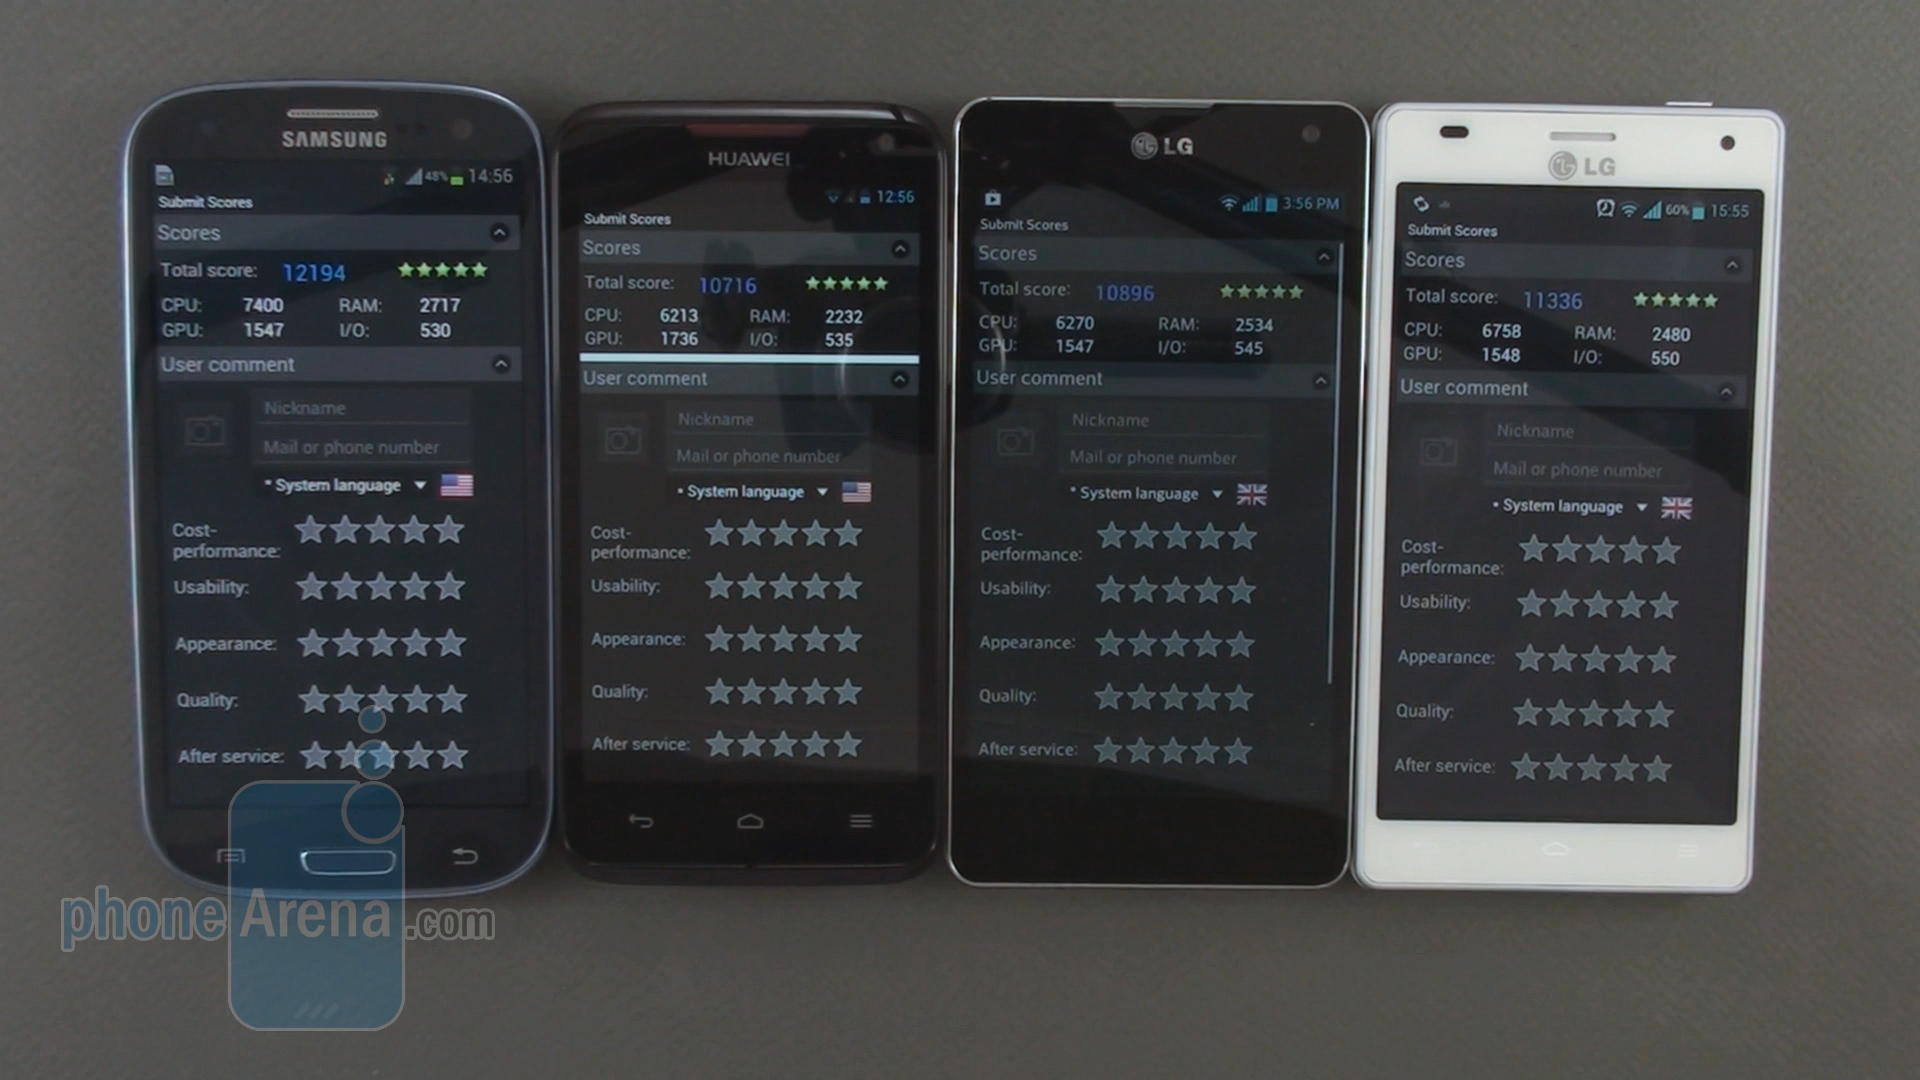 SAMSUNG
48% 14:56
Submit Scores
Scores
Total score: 12194
CPU: 7400 RAM: 2717
GPU: 1547 I/O: 530
User comment
Nickname
Mail or phone number
* System language
Cost-
performance:
Usability:
Appearance:
Quality:
After service:
HUAWEI
12:56
Submit Scores
Scores
Total score: 10716
CPU: 6213 RAM: 2232
GPU: 1736 I/O: 535
User comment
Nickname
Mail or phone number
* System language
Cost-
performance:
Usability:
Appearance:
Quality:
After service:
LG
3:56 PM
Submit Scores
Scores
Total score: 10896
CPU: 6270 RAM: 2534
GPU: 1547 I/O: 545
User comment
Nickname
Mail or phone number
* System language
Cost-
performance:
Usability:
Appearance:
Quality:
After service:
LG
60% 15:55
Submit Scores
Scores
Total score: 11336
CPU: 6758 RAM: 2480
GPU: 1548 I/O: 550
User comment
Nickname
Mail or phone number
* System language
Cost-
performance:
Usability:
Appearance:
Quality:
After service:
phoneArena.com